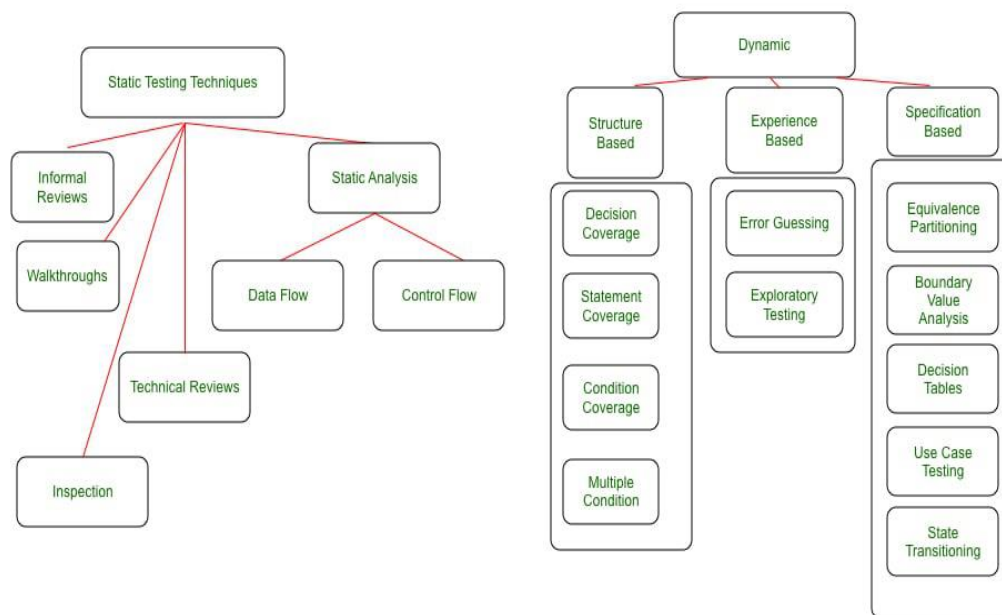 Static Testing Techniques
Informal
Reviews
Static Analysis
Walkthroughs
Data Flow
Control Flow
Technical Reviews
Inspection
Dynamic
Structure
Based
Experience
Based
Specification
Based
Decision
Coverage
Statement
Coverage
Condition
Coverage
Multiple
Condition
Error Guessing
Exploratory
Testing
Equivalence
Partitioning
Boundary
Value
Analysis
Decision
Tables
Use Case
Testing
State
Transitioning